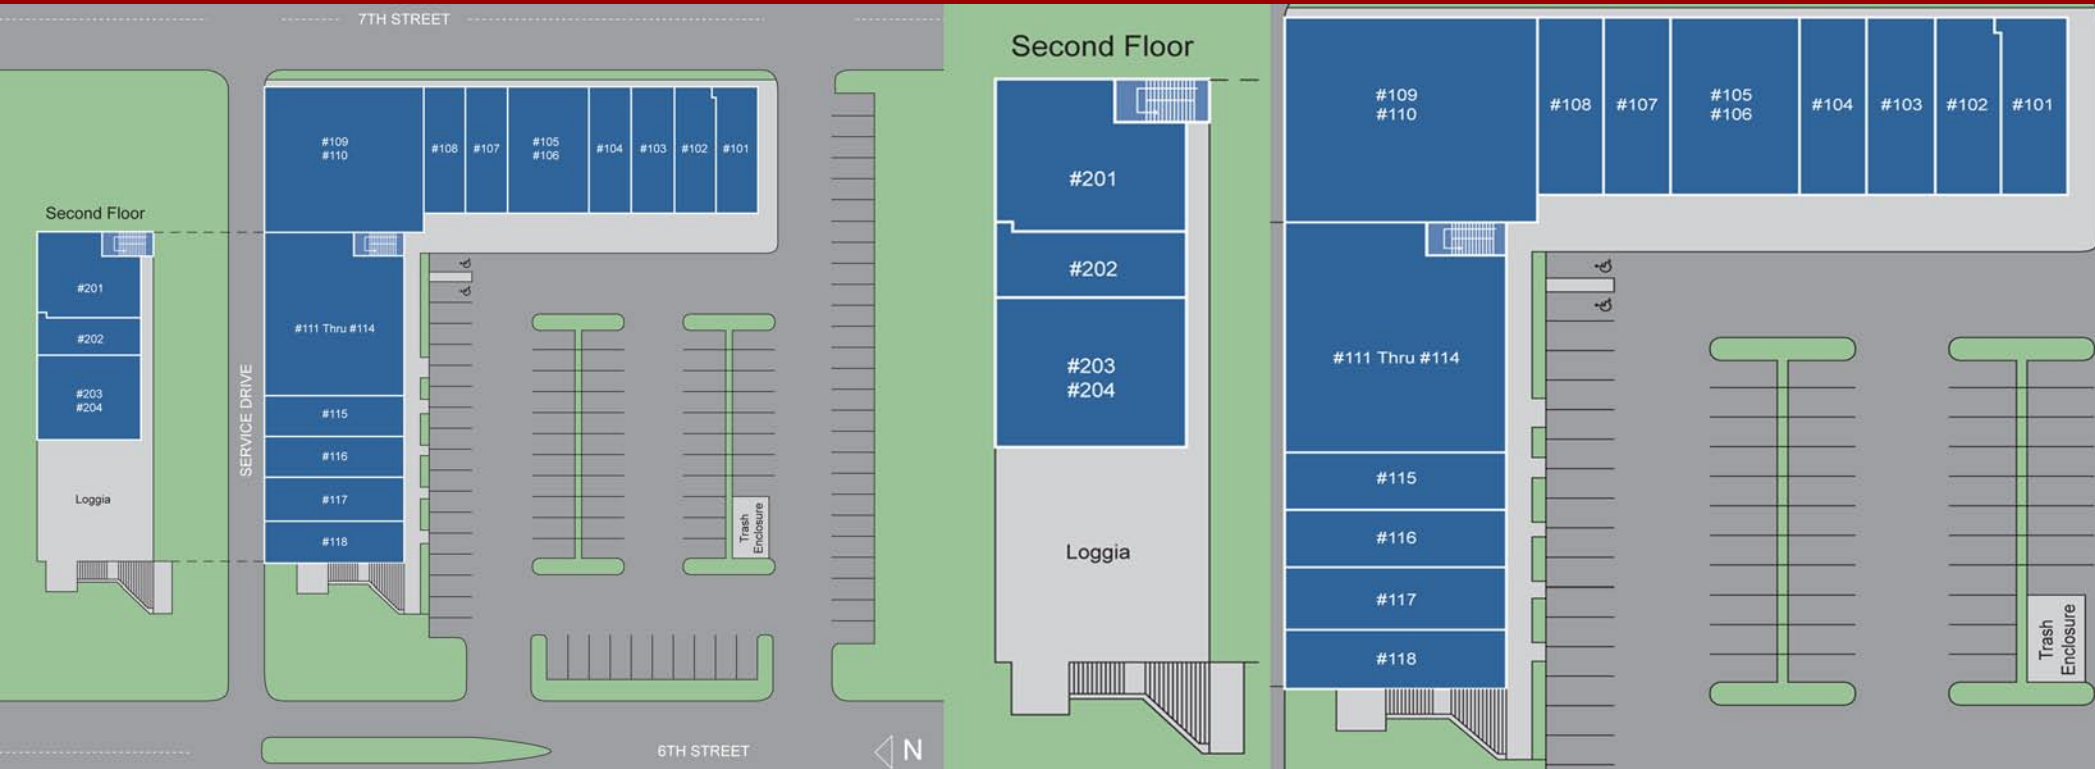 7TH STREET
#109
#110
#108
#107
#105
#106
#104
#103
#102
#101
Second Floor
#201
#202
#203
#204
Loggia
SERVICE DRIVE
#111 Thru #114
#115
#116
#117
#118
Trash
Enclosure
6TH STREET
N
Second Floor
#201
#202
#203
#204
Loggia
#109
#110
#108
#107
#105
#106
#104
#103
#102
#101
#111 Thru #114
#115
#116
#117
#118
Trash
Enclosure